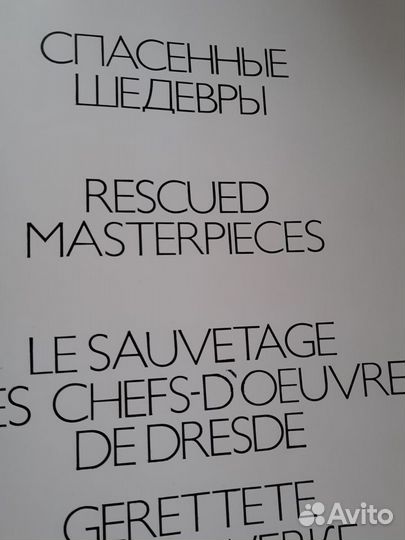 СПАСЕННЫЕ
ШЕДЕВРЫ
RESCUED
MASTERPIECES
LE SAUVETAGE
ES CHEFS-D`OEUVRE
DE DRESDE
GERETTETE
Avito